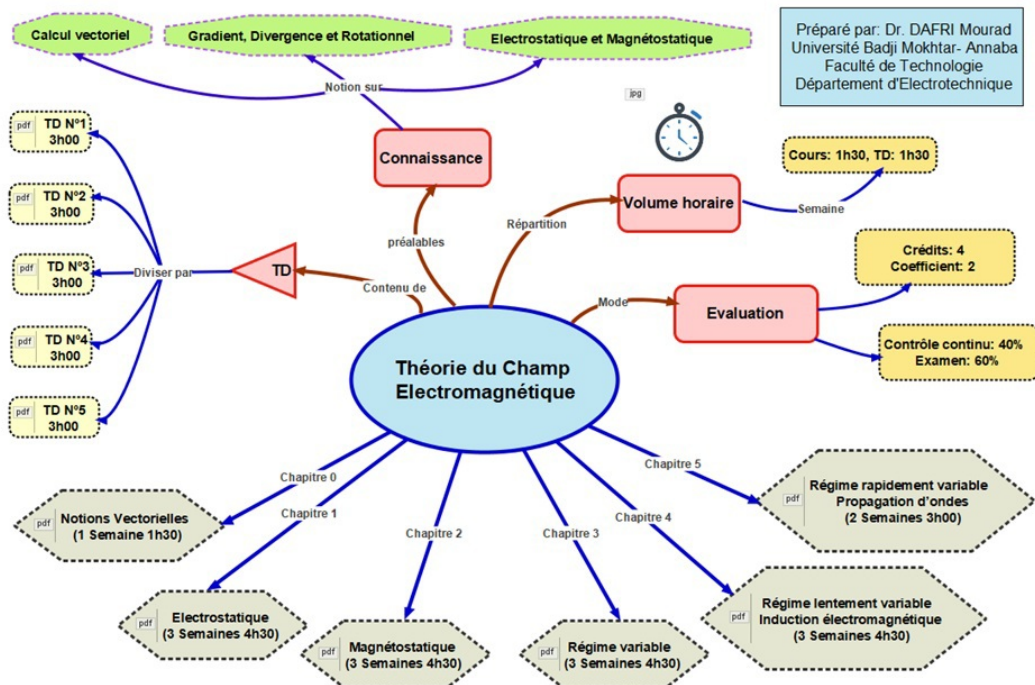 Calcul vectoriel
Gradient, Divergence et Rotationnel
Electrostatique et Magnétostatique
Préparé par: Dr. DAFRI Mourad
Université Badji Mokhtar- Annaba
Faculté de Technologie
Département d'Electrotechnique
Notion sur
jpg
Connaissance
préalables
Cours: 1h30, TD: 1h30
Semaine
Volume horaire
Répartition
pdf
TD N°1
3h00
pdf
TD N°2
3h00
pdf
TD N°3
3h00
pdf
TD N°4
3h00
pdf
TD N°5
3h00
Diviser par
TD
Contenu de
Mode
Evaluation
Crédits: 4
Coefficient: 2
Contrôle continu: 40%
Examen: 60%
Théorie du Champ
Electromagnétique
Chapitre 0
pdf
Notions Vectorielles
(1 Semaine 1h30)
Chapitre 1
pdf
Electrostatique
(3 Semaines 4h30)
Chapitre 2
pdf
Magnétostatique
(3 Semaines 4h30)
Chapitre 3
pdf
Régime variable
(3 Semaines 4h30)
Chapitre 4
pdf
Régime lentement variable
Induction électromagnétique
(3 Semaines 4h30)
Chapitre 5
pdf
Régime rapidement variable
Propagation d'ondes
(2 Semaines 3h00)